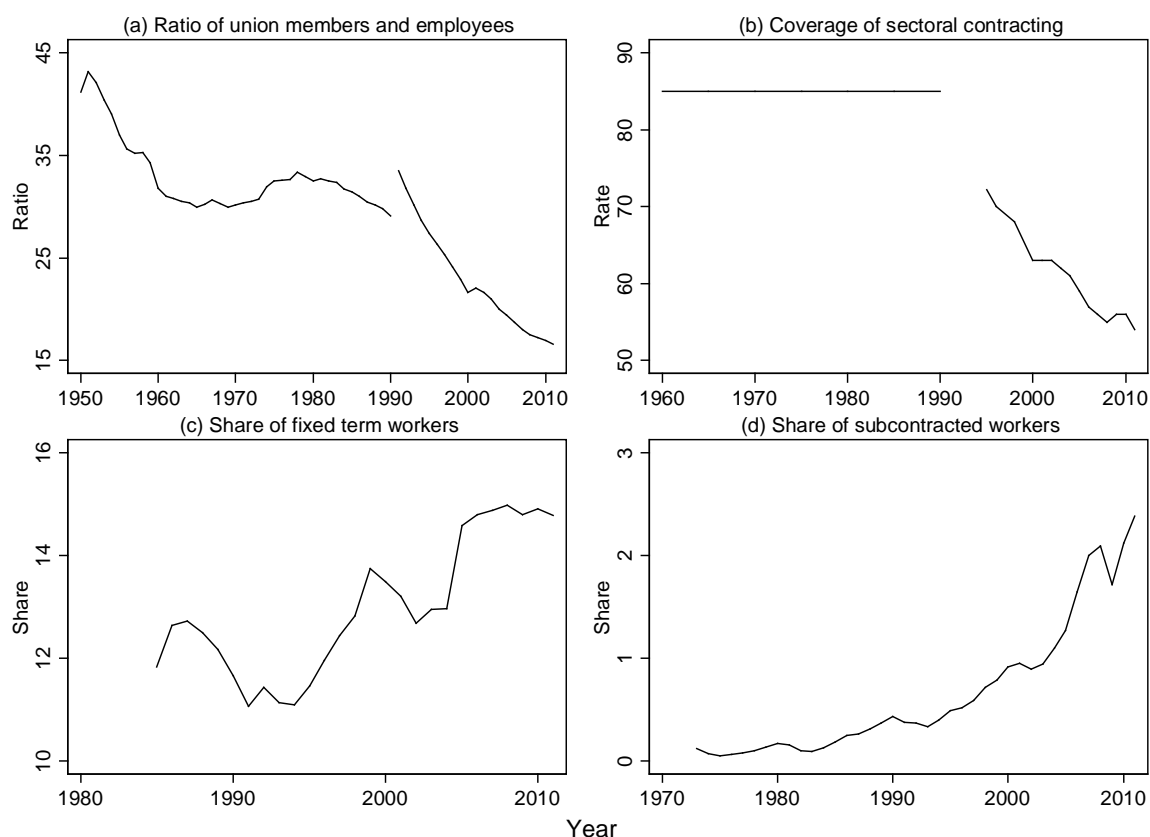 (a) Ratio of union members and employees
45
35
25
15
Ratio
1950 1960 1970 1980 1990 2000 2010
(b) Coverage of sectoral contracting
90
80
70
60
50
Rate
1960 1970 1980 1990 2000 2010
(c) Share of fixed term workers
16
14
12
10
Share
1980 1990 2000 2010
(d) Share of subcontracted workers
3
2
1
0
Share
1970 1980 1990 2000 2010
Year